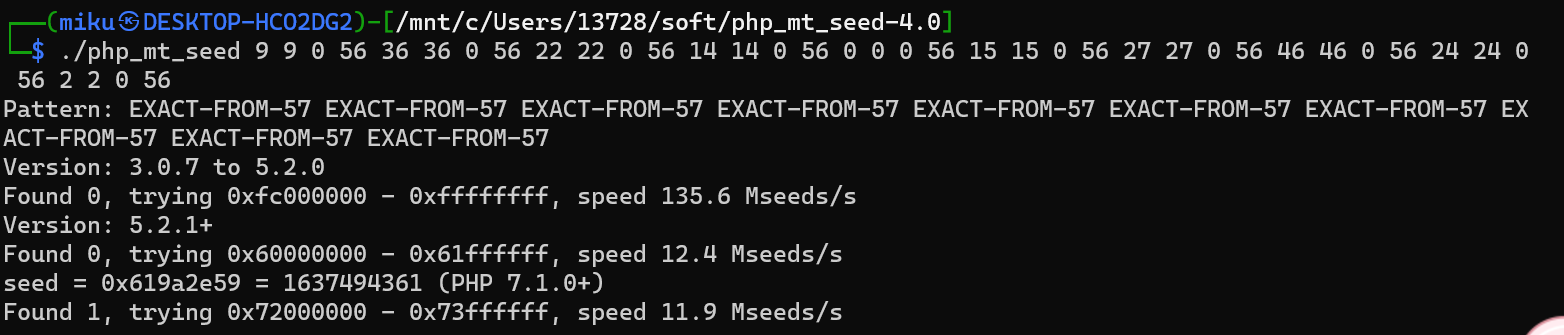 ┌──(miku㉿DESKTOP-HCO2DG2)-[/mnt/c/Users/13728/soft/php_mt_seed-4.0]
└─$ ./php_mt_seed 9 9 0 56 36 36 0 56 22 22 0 56 14 14 0 56 0 0 0 56 15 15 0 56 27 27 0 56 46 46 0 56 24 24 0
 56 2 2 0 56
Pattern: EXACT-FROM-57 EXACT-FROM-57 EXACT-FROM-57 EXACT-FROM-57 EXACT-FROM-57 EXACT-FROM-57 EXACT-FROM-57 EX
ACT-FROM-57 EXACT-FROM-57 EXACT-FROM-57
Version: 3.0.7 to 5.2.0
Found 0, trying 0xfc000000 - 0xffffffff, speed 135.6 Mseeds/s
Version: 5.2.1+
Found 0, trying 0x60000000 - 0x61ffffff, speed 12.4 Mseeds/s
seed = 0x619a2e59 = 1637494361 (PHP 7.1.0+)
Found 1, trying 0x72000000 - 0x73ffffff, speed 11.9 Mseeds/s